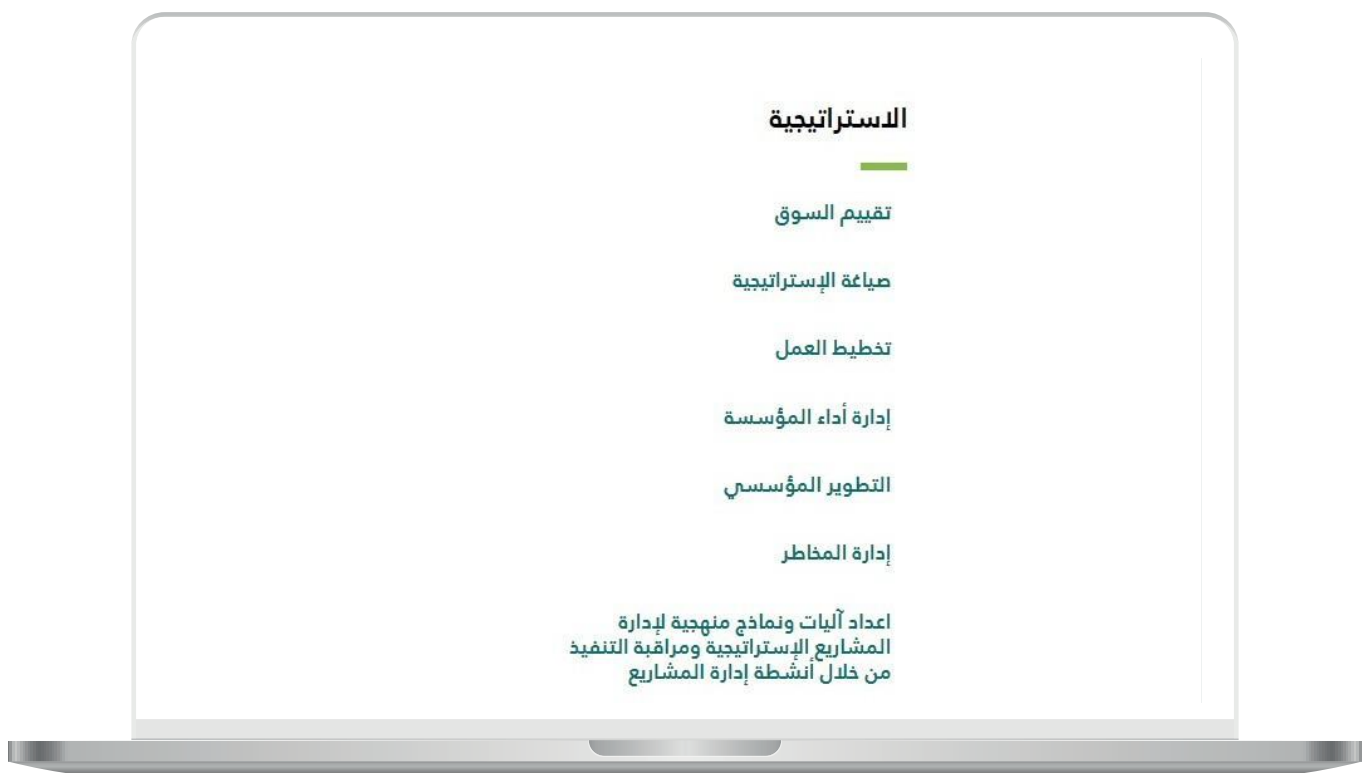 الاستراتيجية
تقييم السوق
صياغة الإستراتيجية
تخطيط العمل
إدارة أداء المؤسسة
التطوير المؤسسي
إدارة المخاطر
اعداد آليات ونماذج منهجية لإدارة
المشاريع الإستراتيجية ومراقبة التنفيذ
من خلال أنشطة إدارة المشاريع